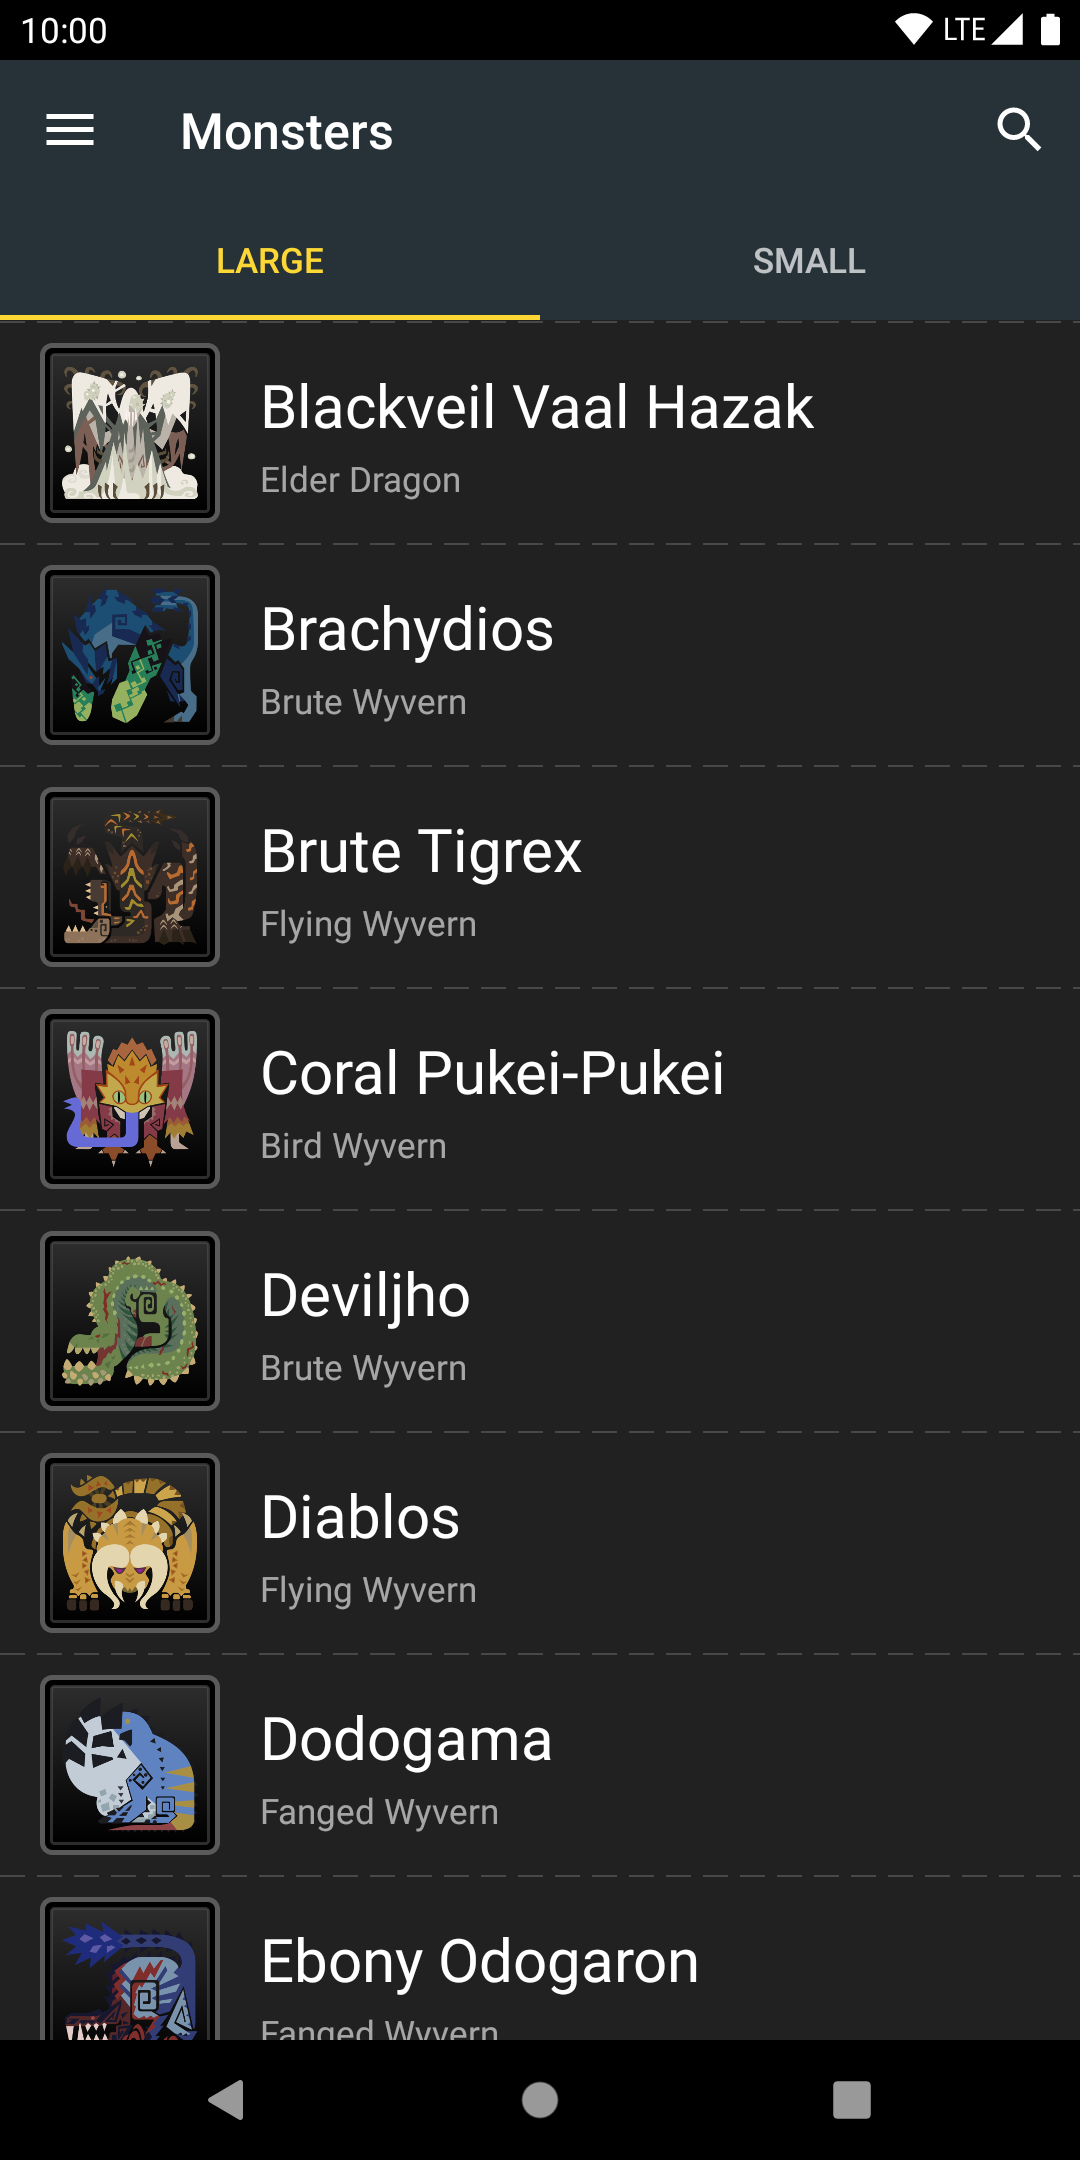 10:00 LTE
Monsters
LARGE SMALL
Blackveil Vaal Hazak
Elder Dragon
Brachydios
Brute Wyvern
Brute Tigrex
Flying Wyvern
Coral Pukei-Pukei
Bird Wyvern
Deviljho
Brute Wyvern
Diablos
Flying Wyvern
Dodogama
Fanged Wyvern
Ebony Odogaron
Fanged Wyvern